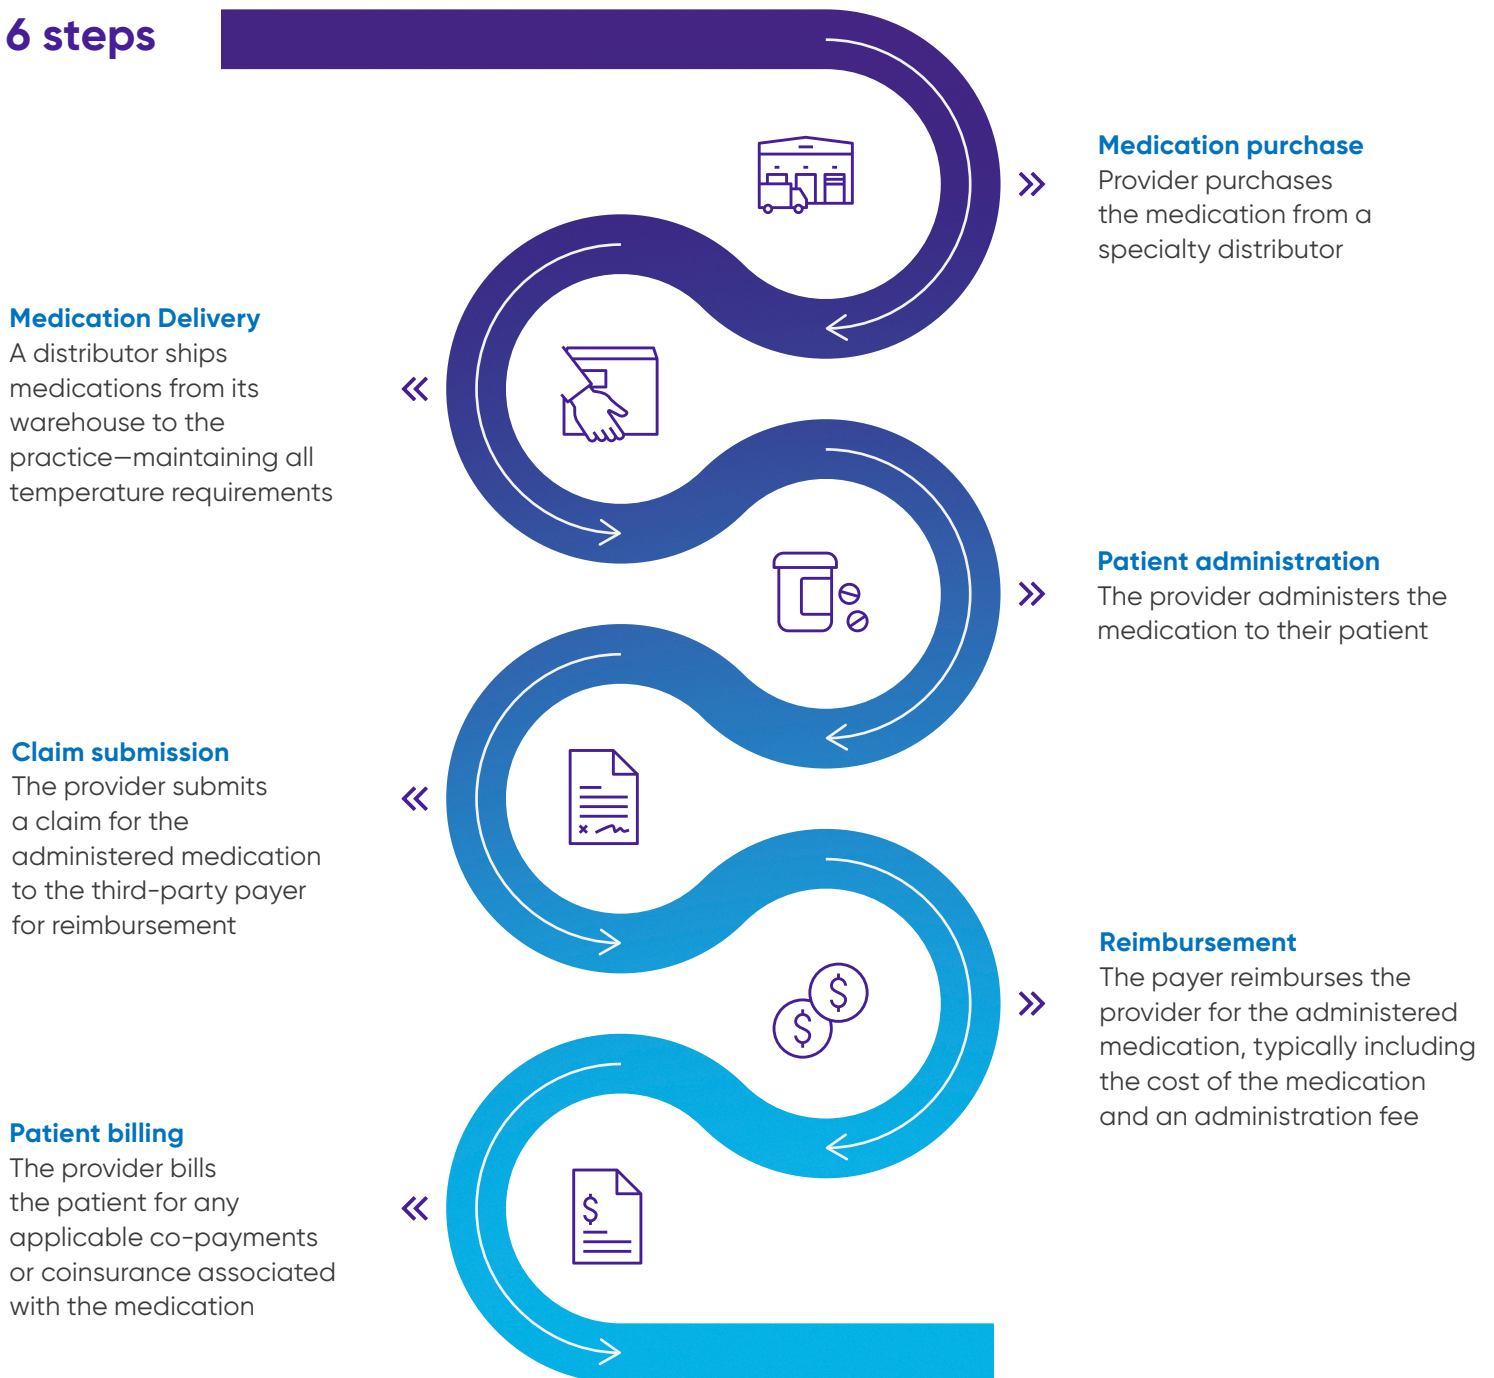 6 steps
Medication purchase
Provider purchases
the medication from a
specialty distributor
Medication Delivery
A distributor ships
medications from its
warehouse to the
practice—maintaining all
temperature requirements
Patient administration
The provider administers the
medication to their patient
Claim submission
The provider submits
a claim for the
administered medication
to the third-party payer
for reimbursement
Reimbursement
The payer reimburses the
provider for the administered
medication, typically including
the cost of the medication
and an administration fee
Patient billing
The provider bills
the patient for any
applicable co-payments
or coinsurance associated
with the medication